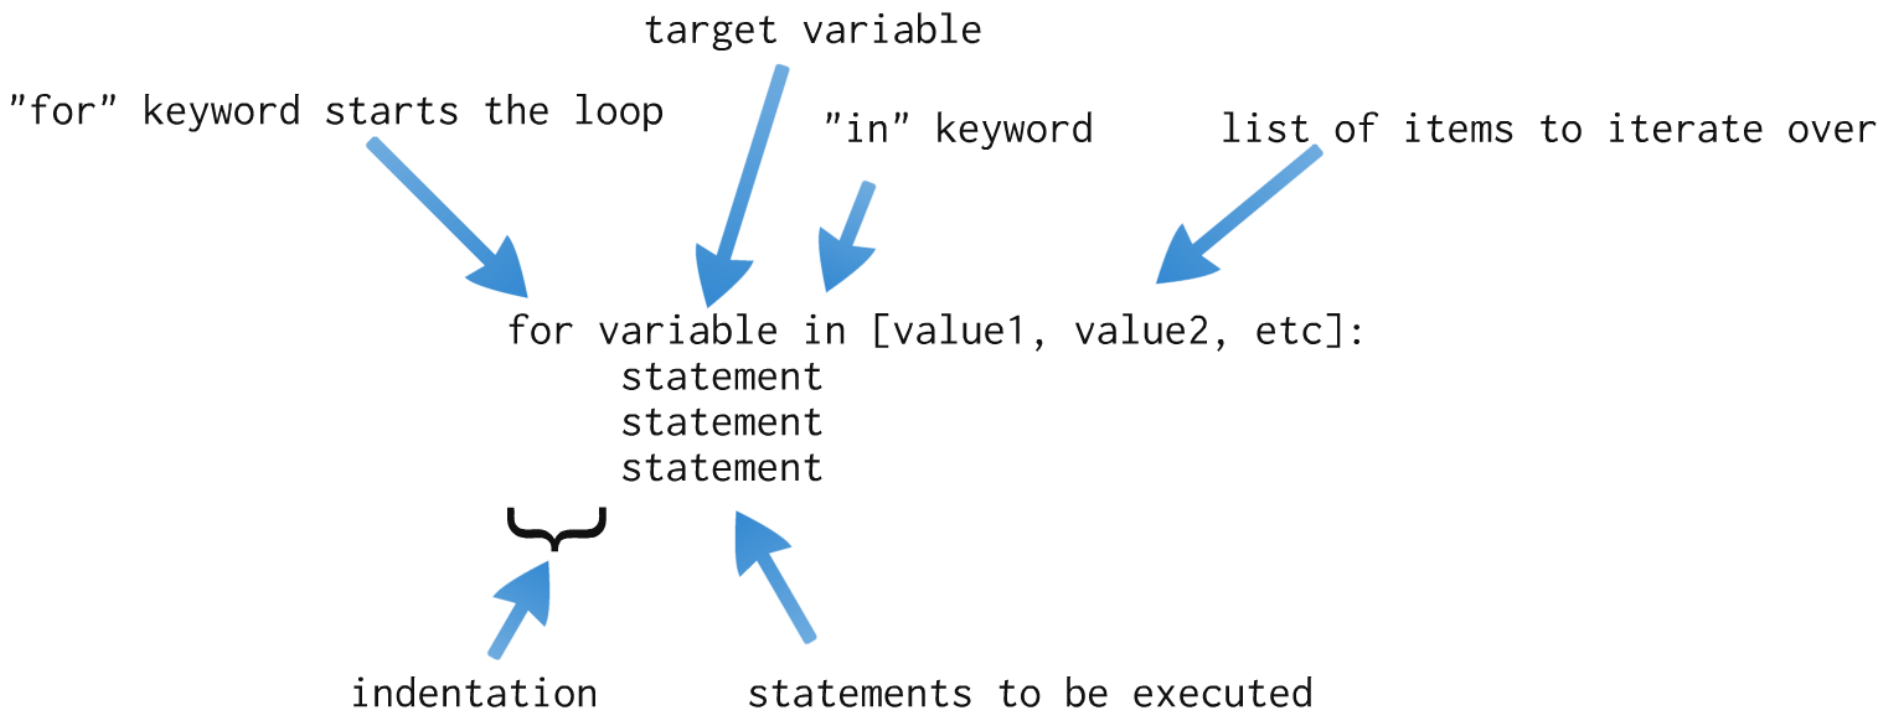 target variable
"for" keyword starts the loop
"in" keyword
list of items to iterate over
for variable in [value1, value2, etc]:
statement
statement
statement
indentation
statements to be executed